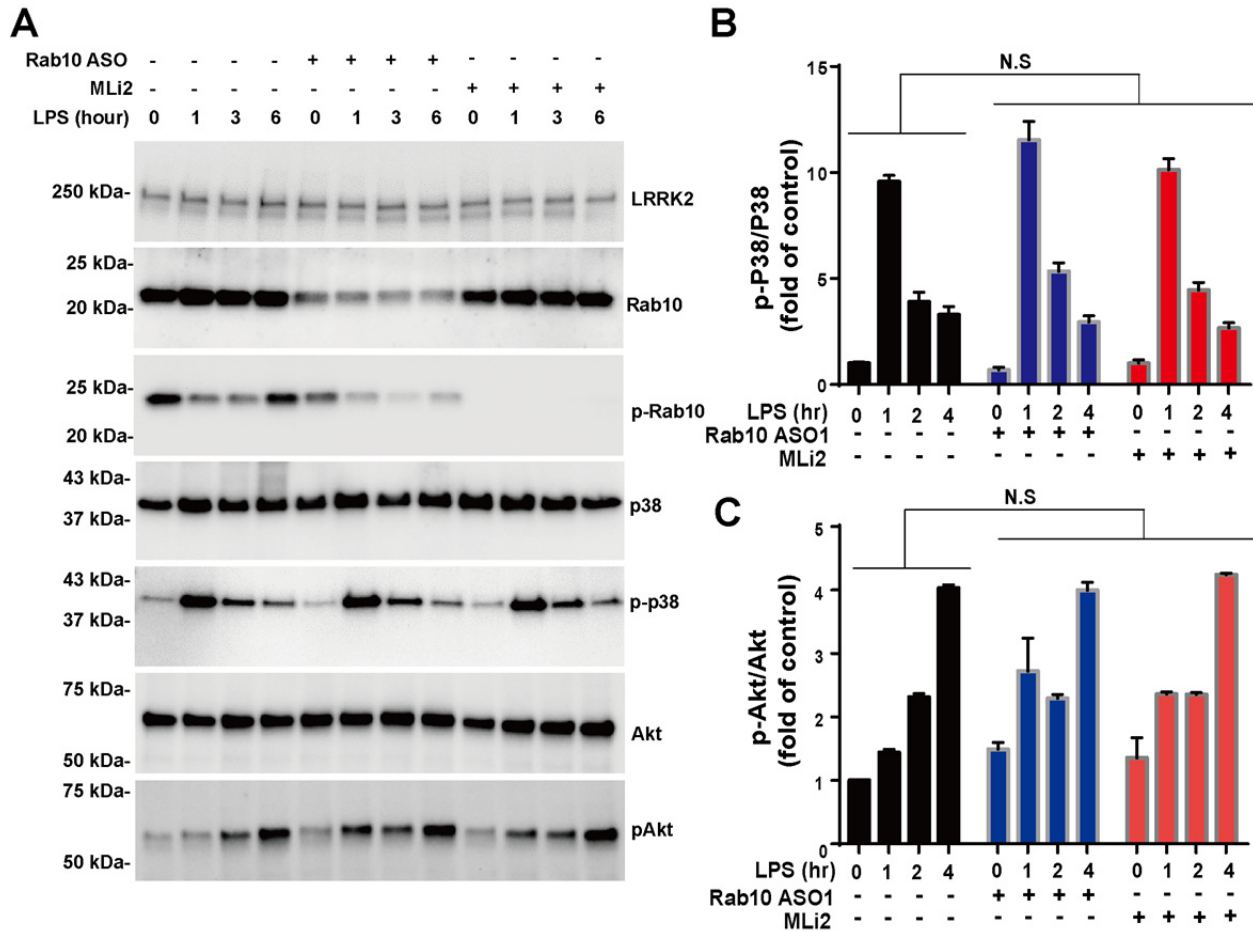 A
Rab10 ASO - - - - + + + + - - - -
MLi2 - - - - - - - - + + + +
LPS (hour) 0 1 3 6 0 1 3 6 0 1 3 6
250 kDa-
LRRK2
25 kDa-
20 kDa-
Rab10
25 kDa-
20 kDa-
p-Rab10
43 kDa-
37 kDa-
p38
43 kDa-
37 kDa-
p-p38
75 kDa-
50 kDa-
Akt
75 kDa-
50 kDa-
pAkt
B
N.S
p-P38/P38
(fold of control)
15
10
5
0
LPS (hr) 0 1 2 4 0 1 2 4 0 1 2 4
Rab10 ASO1 - - - - + + + + - - - -
MLi2 - - - - - - - - + + + +
C
N.S
p-Akt/Akt
(fold of control)
5
4
3
2
1
0
LPS (hr) 0 1 2 4 0 1 2 4 0 1 2 4
Rab10 ASO1 - - - - + + + + - - - -
MLi2 - - - - - - - - + + + +